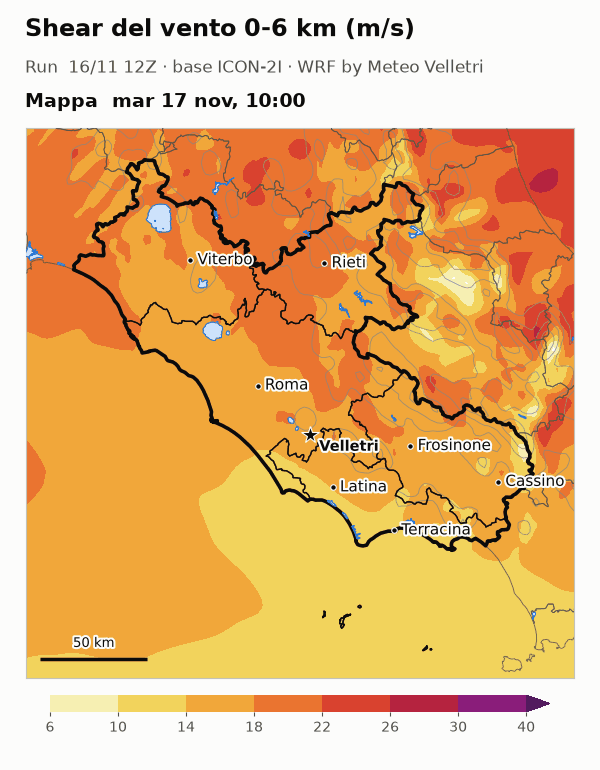 Shear del vento 0-6 km (m/s)
Run  16/11 12Z · base ICON-2I · WRF by Meteo Velletri
Mappa  mar 17 nov, 10:00
Viterbo
Rieti
Roma
Velletri
Frosinone
Latina
Cassino
Terracina
50 km
6 10 14 18 22 26 30 40